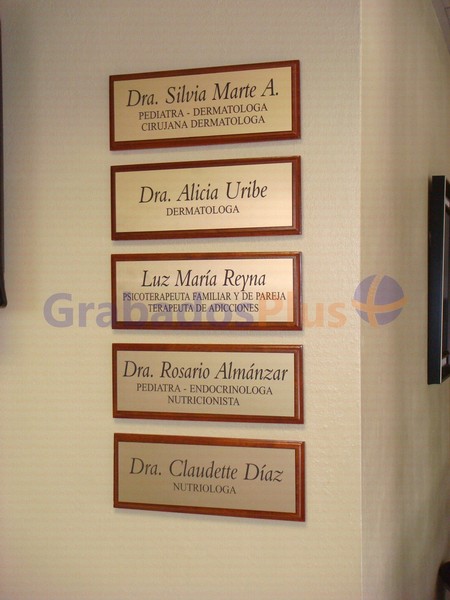 Dra. Silvia Marte A.
PEDIATRA - DERMATOLOGA
CIRUJANA DERMATOLOGA
Dra. Alicia Uribe
DERMATOLOGA
Luz María Reyna
PSICOTERAPEUTA FAMILIAR Y DE PAREJA
TERAPEUTA DE ADICCIONES
GrabadosPlus
Dra. Rosario Almánzar
PEDIATRA - ENDOCRINOLOGA
NUTRICIONISTA
Dra. Claudette Díaz
NUTRIOLOGA